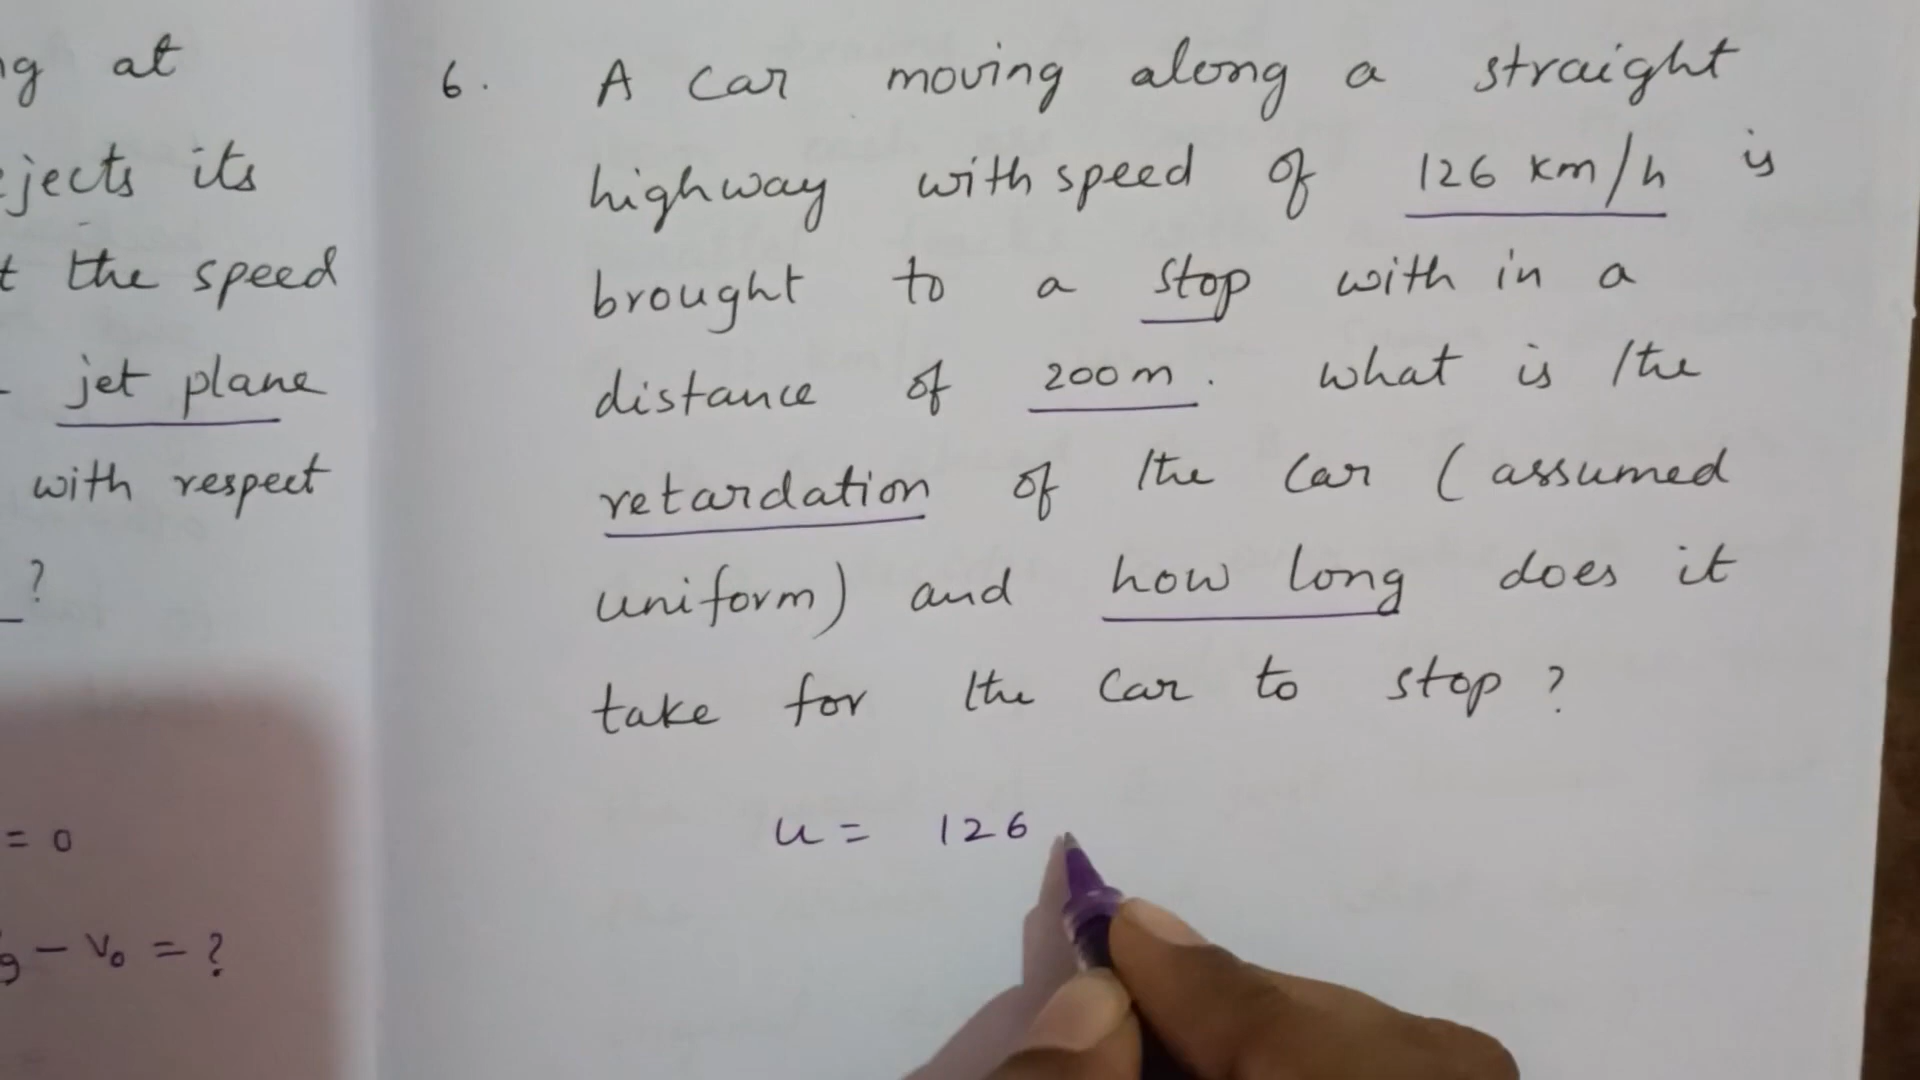 at
its
the speed
jet plane
with respect
?
= 0
- V₀ = ?
6. A car moving along a straight
highway with speed of 126 km/h is
brought to a stop with in a
distance of 200m. what is the
retardation of the car (assumed
uniform) and how long does it
take for the car to stop?
u = 126